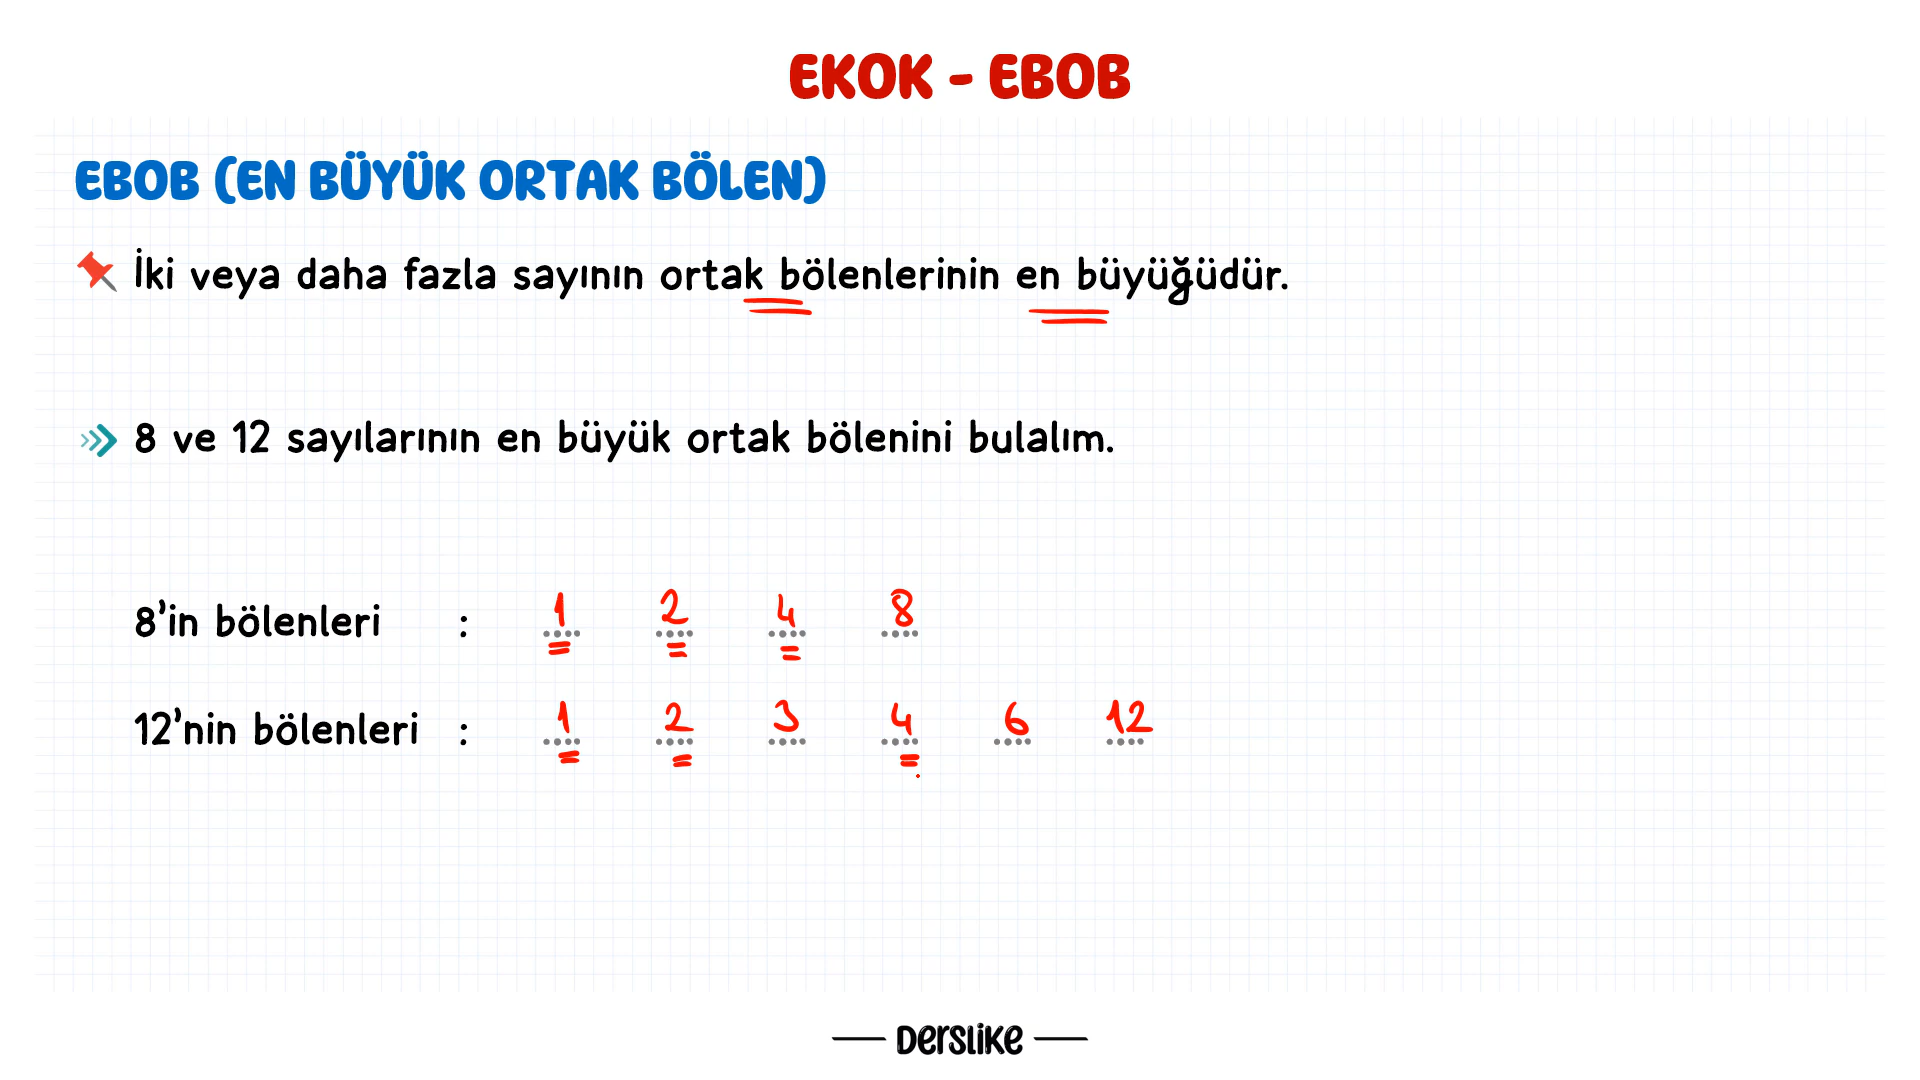 EKOK - EBOB
EBOB (EN BÜYÜK ORTAK BÖLEN)
İki veya daha fazla sayının ortak bölenlerinin en büyüğüdür.
8 ve 12 sayılarının en büyük ortak bölenini bulalım.
8'in bölenleri : 1 2 4 8
12'nin bölenleri : 1 2 3 4 6 12
DERSLİKE